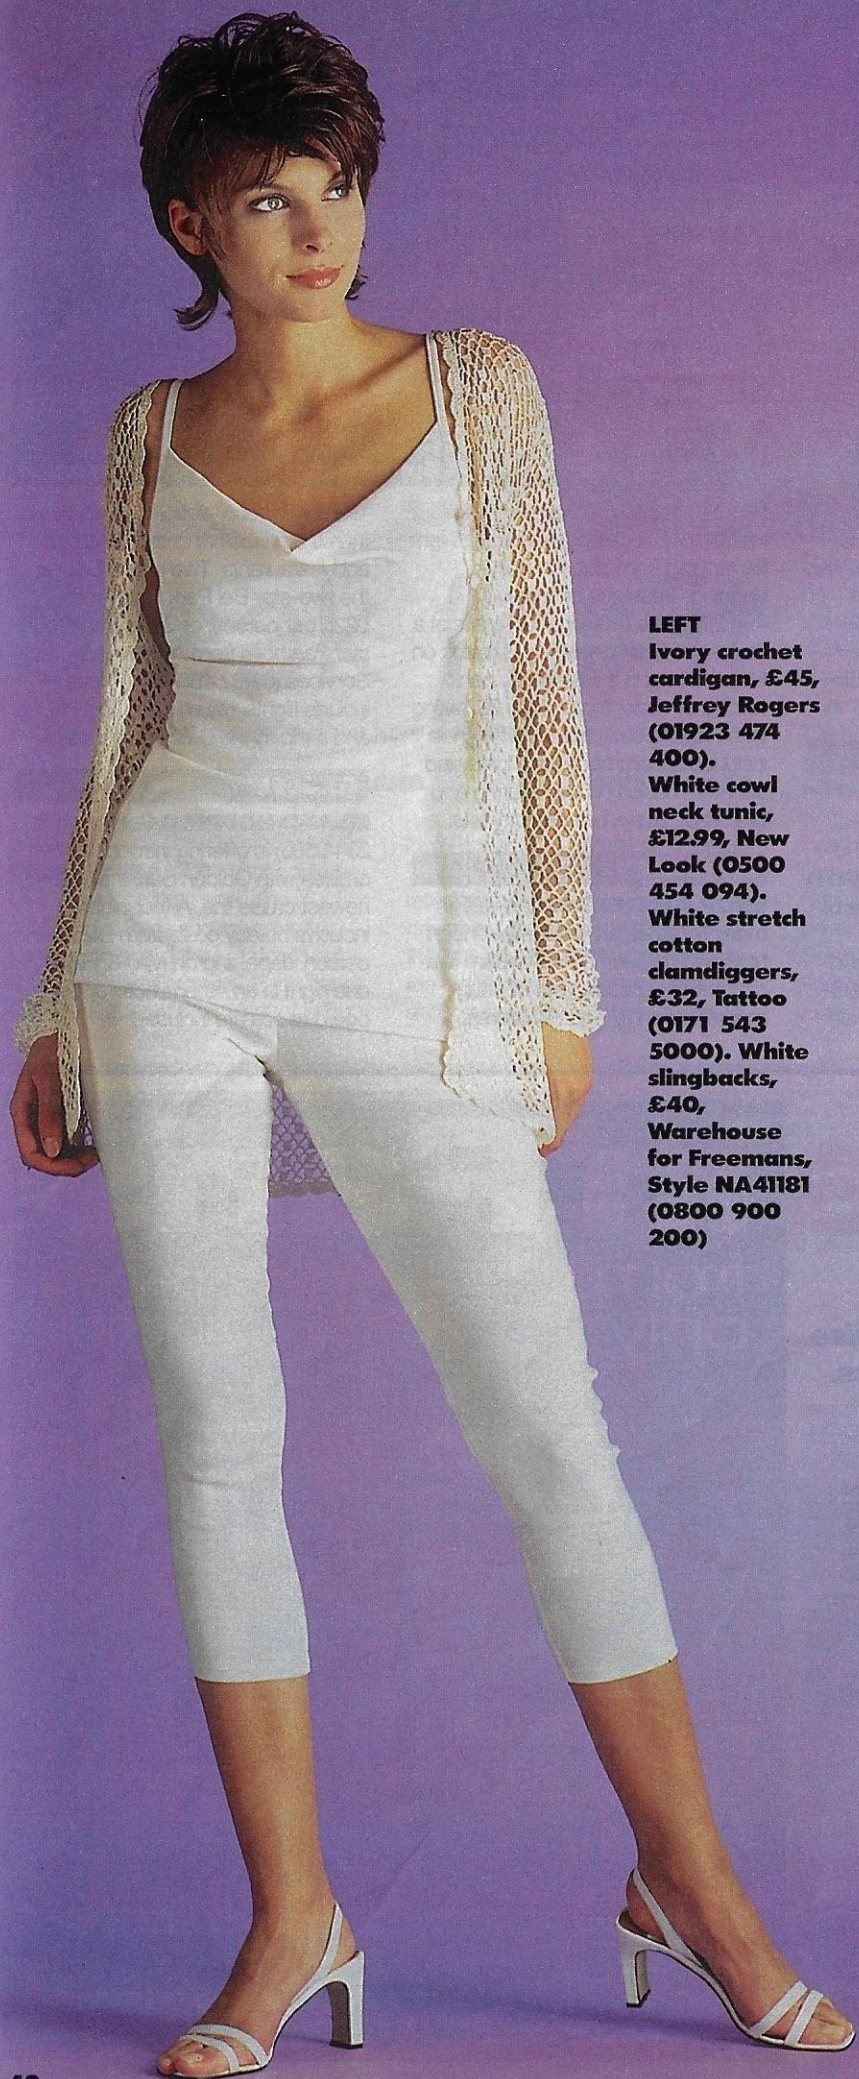 LEFT
Ivory crochet
cardigan, £45,
Jeffrey Rogers
(01923 474
400).
White cowl
neck tunic,
£12.99, New
Look (0500
454 094).
White stretch
cotton
clamdiggers,
£32, Tattoo
(0171 543
5000). White
slingbacks,
£40,
Warehouse
for Freemans,
Style NA41181
(0800 900
200)